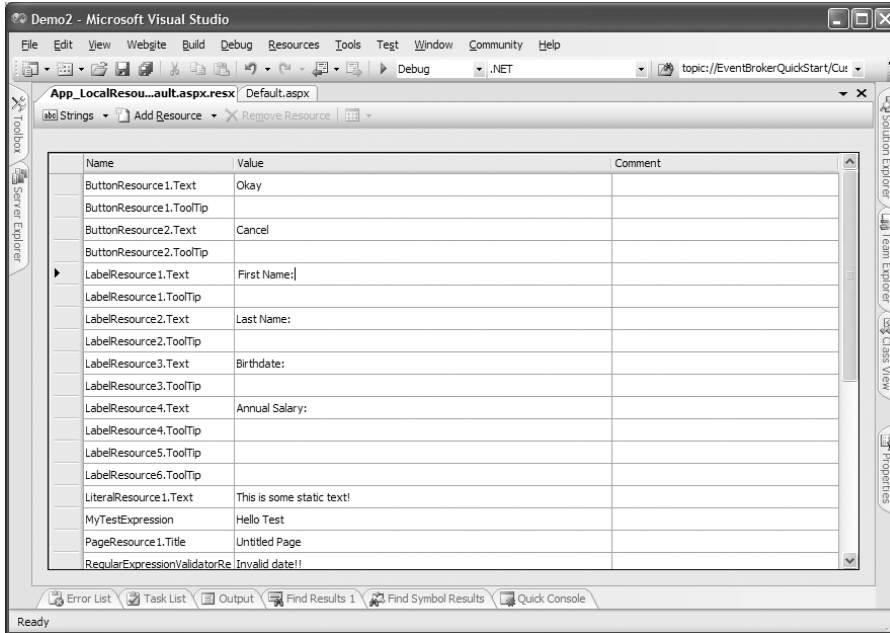 Demo2 - Microsoft Visual Studio
File Edit View Website Build Debug Resources Tools Test Window Community Help
Debug .NET topic://EventBrokerQuickStart/Cus
App_LocalResou...ault.aspx.resx Default.aspx
abc Strings Add Resource Remove Resource
Toolbox
Server Explorer
Name Value Comment
ButtonResource1.Text Okay
ButtonResource1.ToolTip
ButtonResource2.Text Cancel
ButtonResource2.ToolTip
LabelResource1.Text First Name:
LabelResource1.ToolTip
LabelResource2.Text Last Name:
LabelResource2.ToolTip
LabelResource3.Text Birthdate:
LabelResource3.ToolTip
LabelResource4.Text Annual Salary:
LabelResource4.ToolTip
LabelResource5.ToolTip
LabelResource6.ToolTip
LiteralResource1.Text This is some static text!
MyTestExpression Hello Test
PageResource1.Title Untitled Page
RegularExpressionValidatorRe Invalid date!!
Solution Explorer
Team Explorer
Class View
Properties
Error List Task List Output Find Results 1 Find Symbol Results Quick Console
Ready